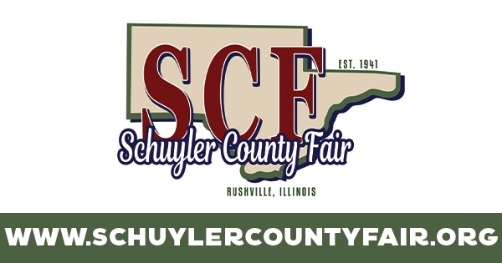 SCF
EST. 1941
Schuyler County Fair
RUSHVILLE, ILLINOIS
WWW.SCHUYLERCOUNTYFAIR.ORG